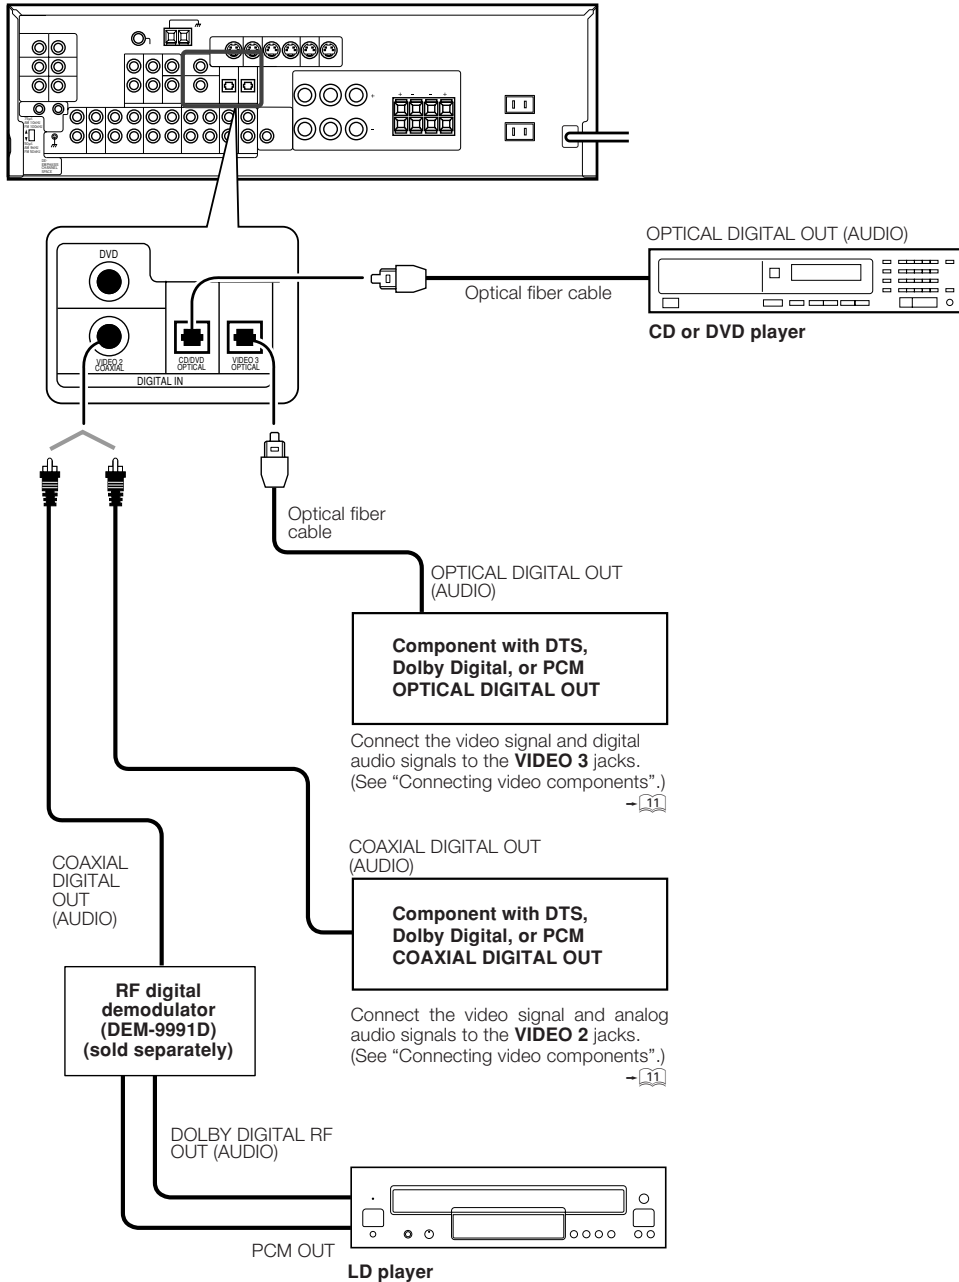 OPTICAL DIGITAL OUT (AUDIO)
Optical fiber cable
CD or DVD player
DVD
VIDEO 2
COAXIAL
CD/DVD
OPTICAL
VIDEO 3
OPTICAL
DIGITAL IN
Optical fiber
cable
OPTICAL DIGITAL OUT
(AUDIO)
Component with DTS,
Dolby Digital, or PCM
OPTICAL DIGITAL OUT
Connect the video signal and digital
audio signals to the VIDEO 3 jacks.
(See “Connecting video components”.)
11
COAXIAL DIGITAL OUT
(AUDIO)
COAXIAL
DIGITAL
OUT
(AUDIO)
Component with DTS,
Dolby Digital, or PCM
COAXIAL DIGITAL OUT
RF digital
demodulator
(DEM-9991D)
(sold separately)
Connect the video signal and analog
audio signals to the VIDEO 2 jacks.
(See “Connecting video components”.)
11
DOLBY DIGITAL RF
OUT (AUDIO)
PCM OUT
LD player